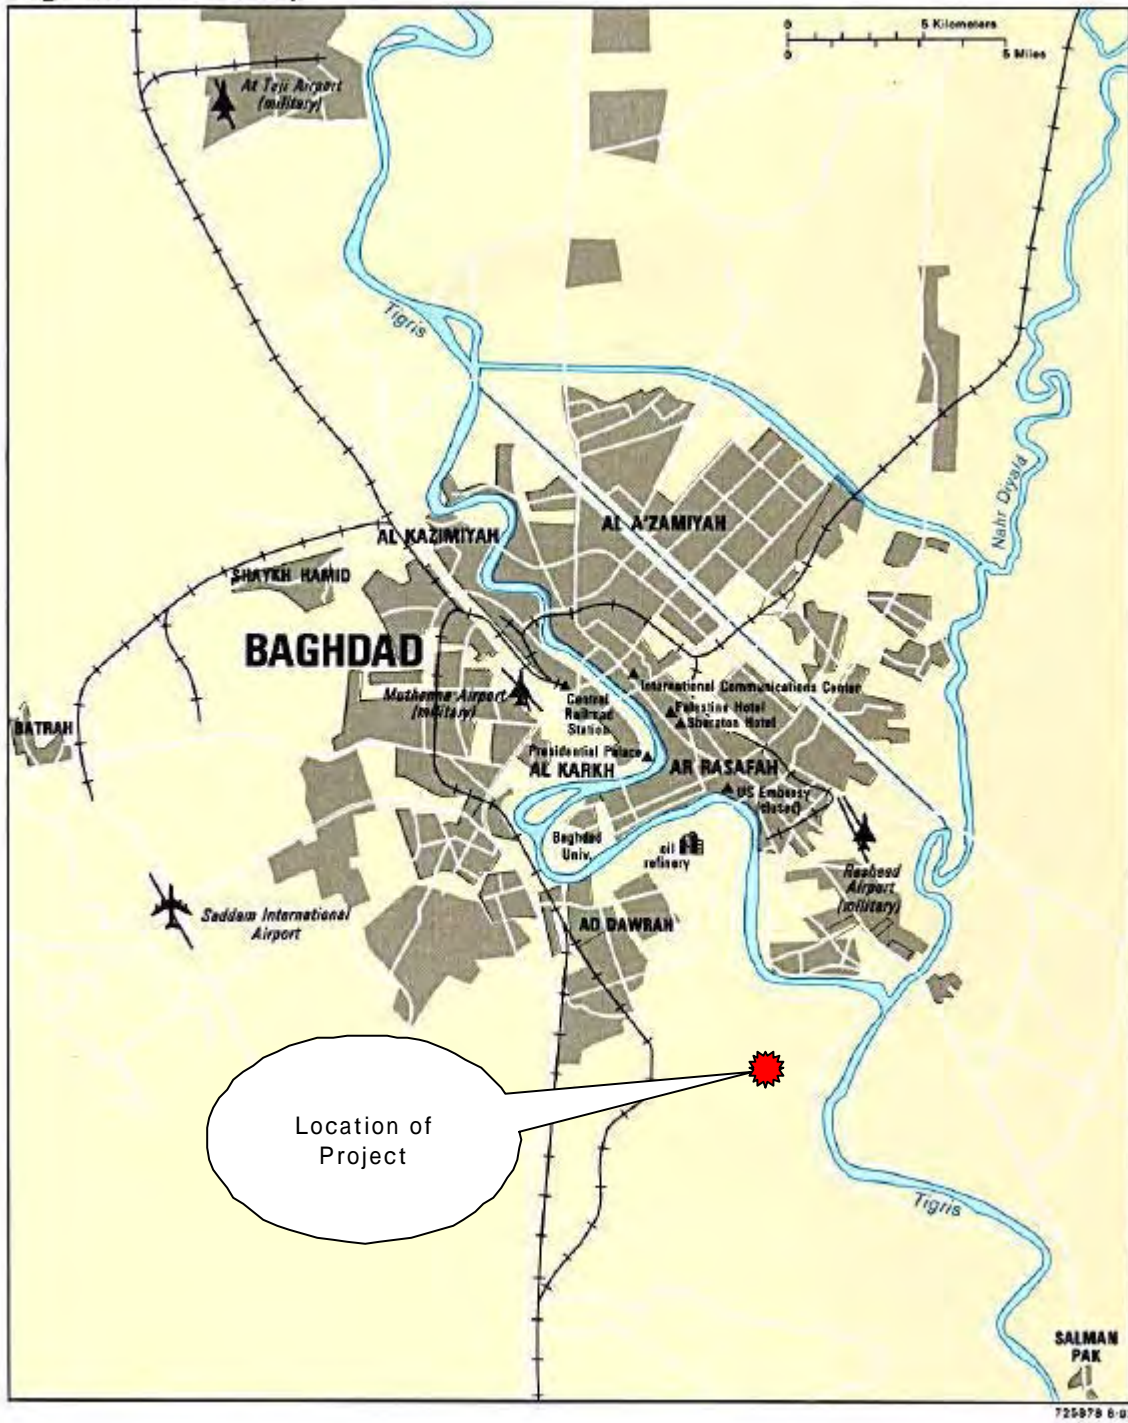 0 5 Kilometers
0 5 Miles
At Taji Airport
(military)
Tigris
Nahr Diyalá
AL A'ZAMIYAH
AL KAZIMIYAH
SHAYKH HAMID
BAGHDAD
Muthenna Airport
(military)
International Communications Center
Central
Railroad
Station
Palestine Hotel
Sheraton Hotel
BATRAH
Presidential Palace
AL KARKH
AR RASAFAH
US Embassy
(closed)
Baghdad
Univ.
oil
refinery
Rasheed
Airport
(military)
Saddam International
Airport
AD DAWRAH
Location of
Project
Tigris
SALMAN
PAK